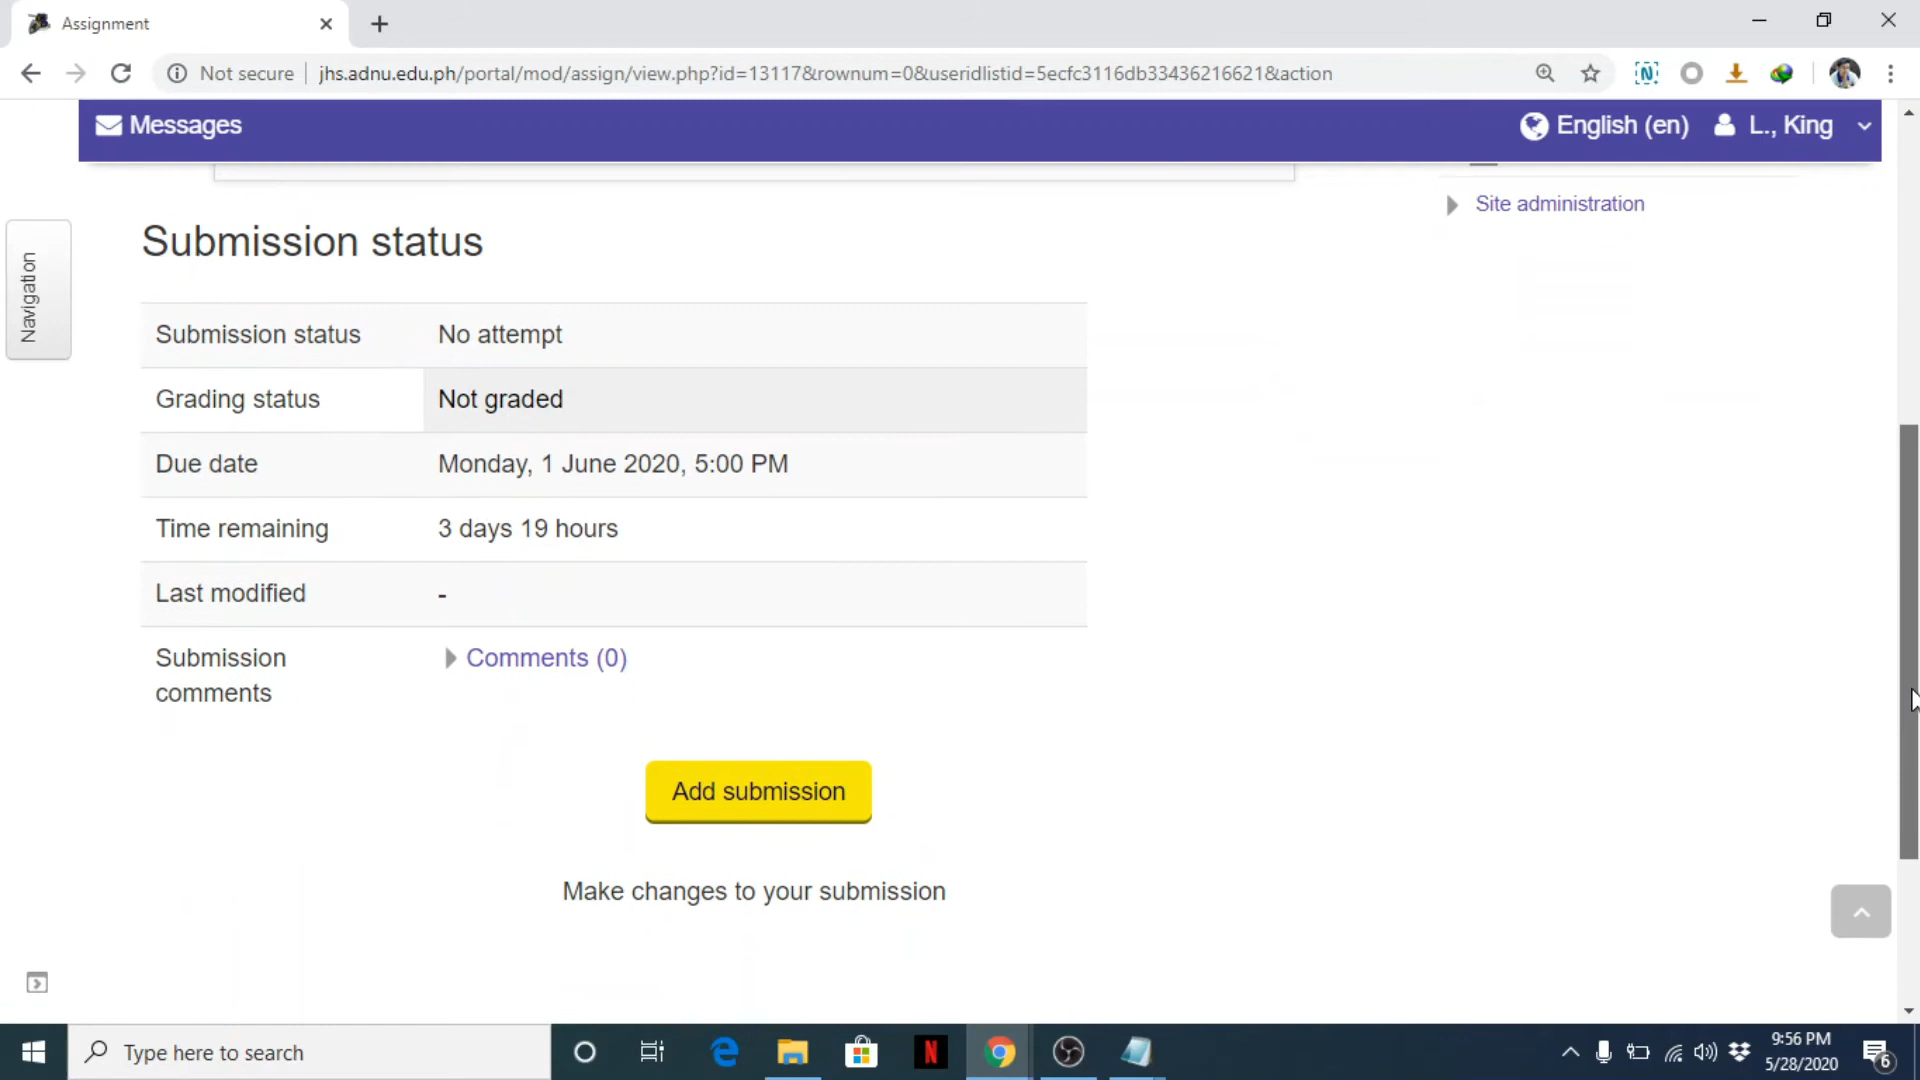 Assignment
Not secure
jhs.adnu.edu.ph/portal/mod/assign/view.php?id=13117&rownum=0&useridlistid=5ecfc3116db33436216621&action
Messages
English (en)
L., King
Site administration
Navigation
Submission status
Submission status No attempt
Grading status Not graded
Due date Monday, 1 June 2020, 5:00 PM
Time remaining 3 days 19 hours
Last modified -
Submission comments Comments (0)
Add submission
Make changes to your submission
Type here to search
9:56 PM
5/28/2020
6